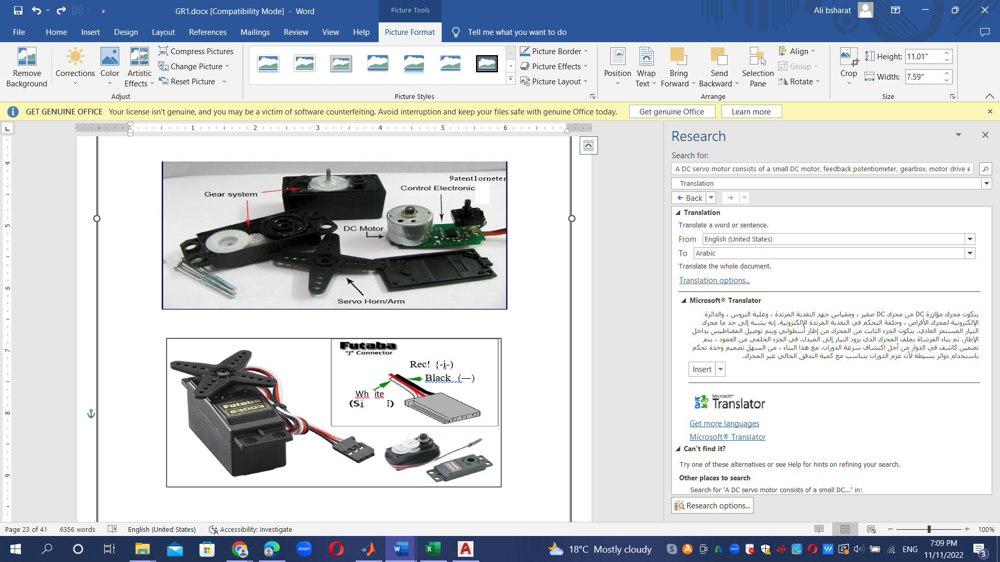 GR1.docx [Compatibility Mode] - Word
Picture Tools
Ali bsharat
File Home Insert Design Layout References Mailings Review View Help Picture Format Tell me what you want to do
Remove Background
Corrections
Color
Artistic Effects
Compress Pictures
Change Picture
Reset Picture
Adjust
Picture Styles
Picture Border
Picture Effects
Picture Layout
Position
Wrap Text
Bring Forward
Send Backward
Selection Pane
Align
Group
Rotate
Arrange
Crop
Height: 11.01"
Width: 7.59"
Size
GET GENUINE OFFICE Your license isn't genuine, and you may be a victim of software counterfeiting. Avoid interruption and keep your files safe with genuine Office today. Get genuine Office Learn more
1 2 3 4 5 6
4
5
6
7
8
9
9atent1orneter
Control Electronic
Gear system
DC Motor
Servo Horn/Arm
Futaba
"J" Connector
Rec! {-i-)
Black (—)
Wh ite
(Si I)
Futaba
S3003
Research
Search for:
A DC servo motor consists of a small DC motor, feedback potentiometer, gearbox, motor drive e
Translation
Back
Translation
Translate a word or sentence.
From English (United States)
To Arabic
Translate the whole document.
Translation options...
Microsoft® Translator
يتكون محرك مؤازرة DC من محرك DC صغير ، ومقياس جهد التغذية المرتدة ، وعلبة التروس ، والدائرة
الإلكترونية لمحرك الأقراص ، وحلقة التحكم في التغذية المرتدة الإلكترونية. إنه يشبه إلى حد ما محرك
التيار المستمر العادي. يتكون الجزء الثابت من المحرك من إطار أسطواني ويتم توصيل المغناطيس بداخل
الإطار. تم بناء الفرشاة بملف المحرك الذي يزود التيار إلى المبدل. في الجزء الخلفي من العمود ، يتم
تضمين كاشف في الدوار من أجل اكتشاف سرعة الدوران. مع هذا البناء ، من السهل تصميم وحدة تحكم
باستخدام دوائر بسيطة لأن عزم الدوران يتناسب مع كمية التدفق الحالي عبر المحرك.
Insert
Microsoft® Translator
Get more languages
Microsoft® Translator
Can't find it?
Try one of these alternatives or see Help for hints on refining your search.
Other places to search
Search for 'A DC servo motor consists of a small DC...' in:
Research options...
Page 23 of 41 6356 words English (United States) Accessibility: Investigate 100%
18°C Mostly cloudy
ENG
7:09 PM
11/11/2022
3